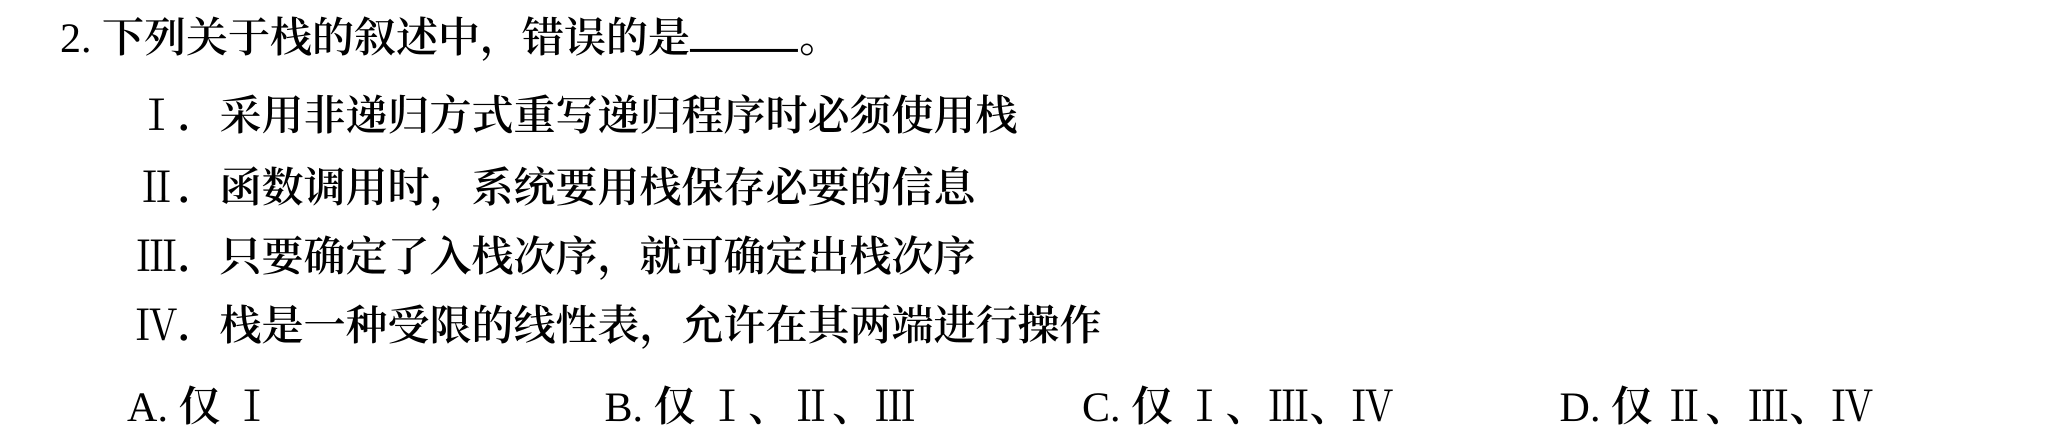 2. 下列关于栈的叙述中，错误的是_____。
Ⅰ．采用非递归方式重写递归程序时必须使用栈
Ⅱ．函数调用时，系统要用栈保存必要的信息
Ⅲ．只要确定了入栈次序，就可确定出栈次序
Ⅳ．栈是一种受限的线性表，允许在其两端进行操作
A. 仅 Ⅰ B. 仅 Ⅰ、Ⅱ、Ⅲ C. 仅 Ⅰ、Ⅲ、Ⅳ D. 仅 Ⅱ、Ⅲ、Ⅳ